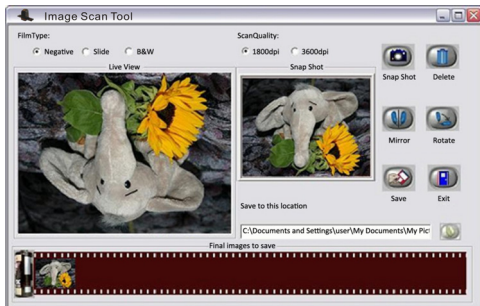 Image Scan Tool
FilmType:
Negative Slide B&W
ScanQuality:
1800dpi 3600dpi
Live View
Snap Shot
Snap Shot Delete
Mirror Rotate
Save Exit
Save to this location
C:\Documents and Settings\user\My Documents\My Pict
Final images to save